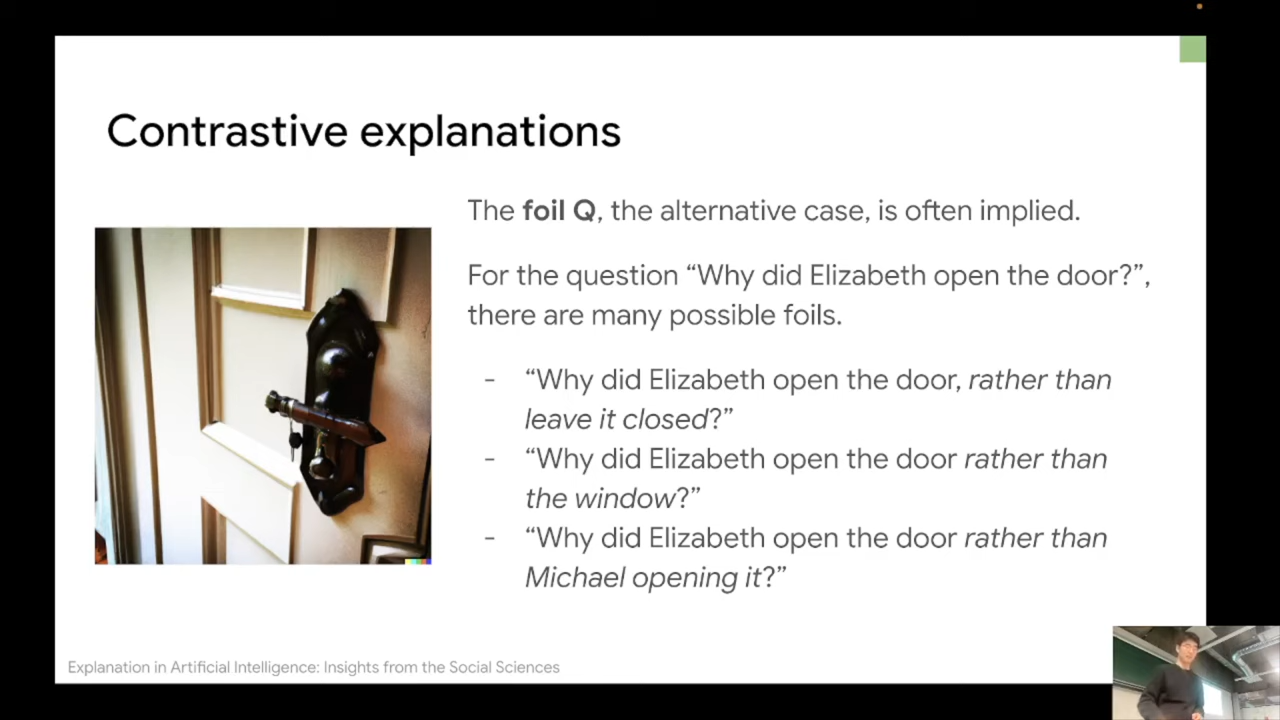 Contrastive explanations
The foil Q, the alternative case, is often implied.
For the question “Why did Elizabeth open the door?”,
there are many possible foils.
- “Why did Elizabeth open the door, rather than
leave it closed?”
- “Why did Elizabeth open the door rather than
the window?”
- “Why did Elizabeth open the door rather than
Michael opening it?”
Explanation in Artificial Intelligence: Insights from the Social Sciences